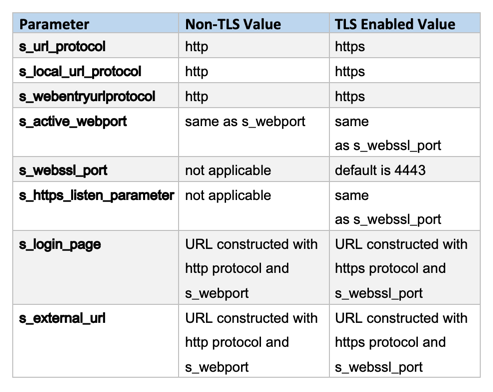 Parameter Non-TLS Value TLS Enabled Value
s_url_protocol http https
s_local_url_protocol http https
s_webentryurlprotocol http https
s_active_webport same as s_webport same
as s_webssl_port
s_webssl_port not applicable default is 4443
s_https_listen_parameter not applicable same
as s_webssl_port
s_login_page URL constructed with URL constructed with
http protocol and https protocol and
s_webport s_webssl_port
s_external_url URL constructed with URL constructed with
http protocol and https protocol and
s_webport s_webssl_port